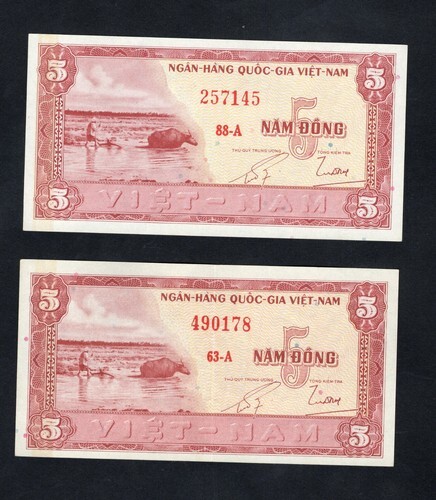 5 5
NGÂN-HÀNG QUỐC-GIA VIỆT-NAM
257145
5
88-A NĂM ĐỒNG
THỦ-QUỸ TRUNG-ƯƠNG TỔNG KIỂM TRA
5 VIỆT-NAM 5
5 5
NGÂN-HÀNG QUỐC-GIA VIỆT-NAM
490178
5
63-A NĂM ĐỒNG
THỦ-QUỸ TRUNG-ƯƠNG TỔNG KIỂM TRA
5 VIỆT-NAM 5